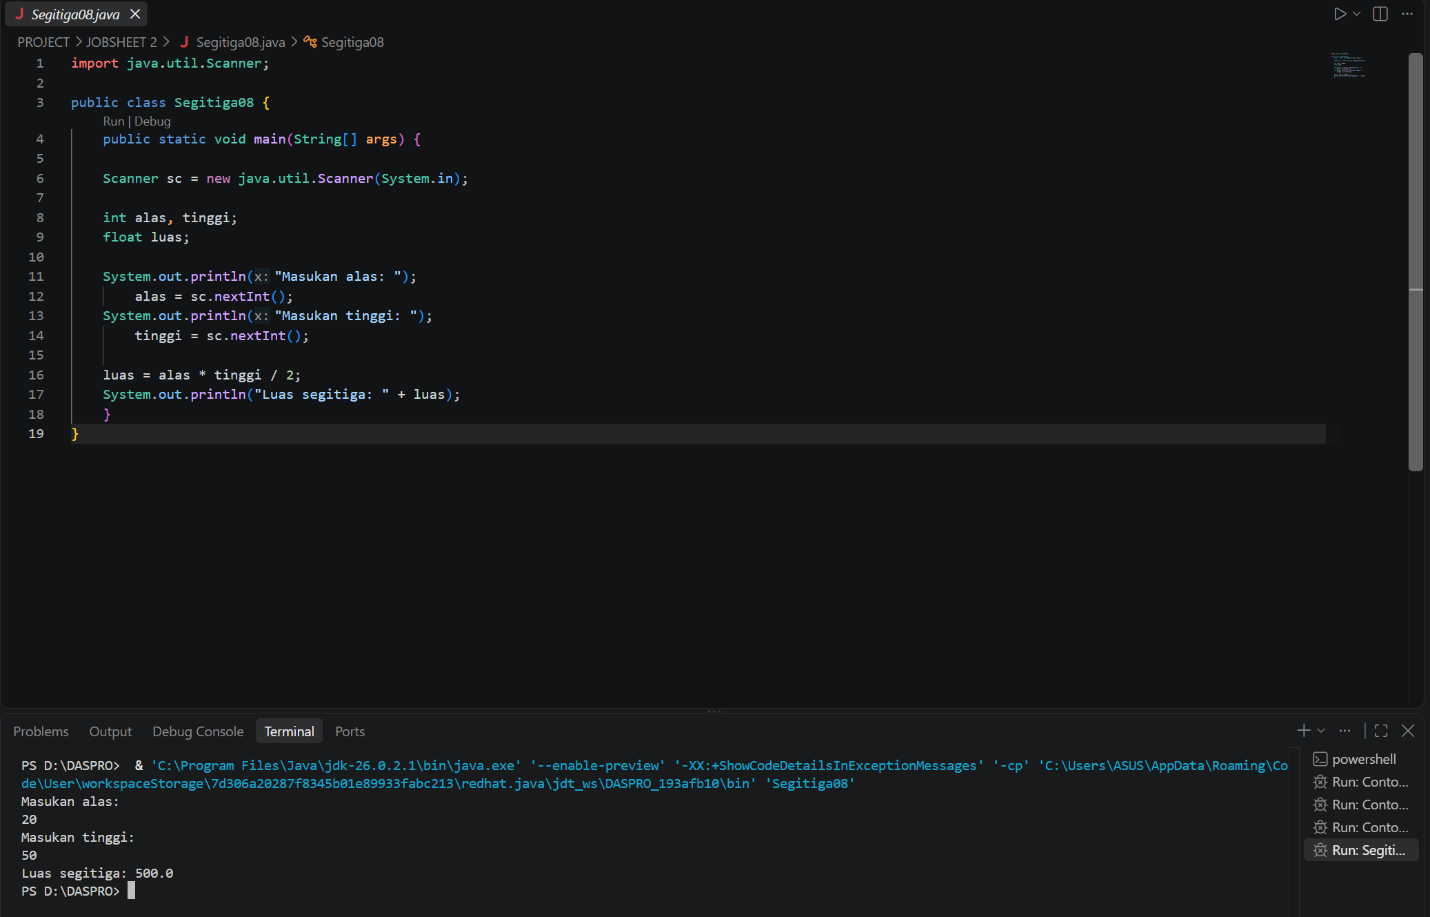 J Segitiga08.java
PROJECT > JOBSHEET 2 > J Segitiga08.java > Segitiga08
1 import java.util.Scanner;
2
3 public class Segitiga08 {
Run | Debug
4 public static void main(String[] args) {
5
6 Scanner sc = new java.util.Scanner(System.in);
7
8 int alas, tinggi;
9 float luas;
10
11 System.out.println(x: "Masukan alas: ");
12 alas = sc.nextInt();
13 System.out.println(x: "Masukan tinggi: ");
14 tinggi = sc.nextInt();
15
16 luas = alas * tinggi / 2;
17 System.out.println("Luas segitiga: " + luas);
18 }
19 }
Problems Output Debug Console Terminal Ports
PS D:\DASPRO> & 'C:\Program Files\Java\jdk-26.0.2.1\bin\java.exe' '--enable-preview' '-XX:+ShowCodeDetailsInExceptionMessages' '-cp' 'C:\Users\ASUS\AppData\Roaming\Co
de\User\workspaceStorage\7d306a20287f8345b01e89933fabc213\redhat.java\jdt_ws\DASPRO_193afb10\bin' 'Segitiga08'
Masukan alas:
20
Masukan tinggi:
50
Luas segitiga: 500.0
PS D:\DASPRO>
powershell
Run: Conto...
Run: Conto...
Run: Conto...
Run: Segiti...